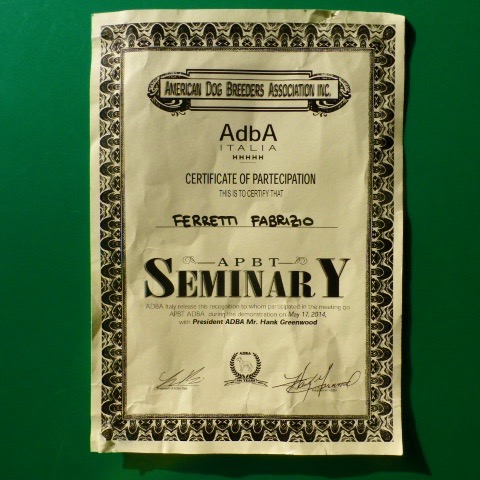 AMERICAN DOG BREEDERS ASSOCIATION INC.
AdbA
ITALIA
HHHHH
CERTIFICATE OF PARTECIPATION
THIS IS TO CERTIFY THAT
FERRETTI FABRIZIO
APBT
SEMINARY
ADBA Italy release this recognition to whom participated in the meeting on
APBT ADBA during the demonstration on May 17, 2014,
with President ADBA Mr. Hank Greenwood
ADBA